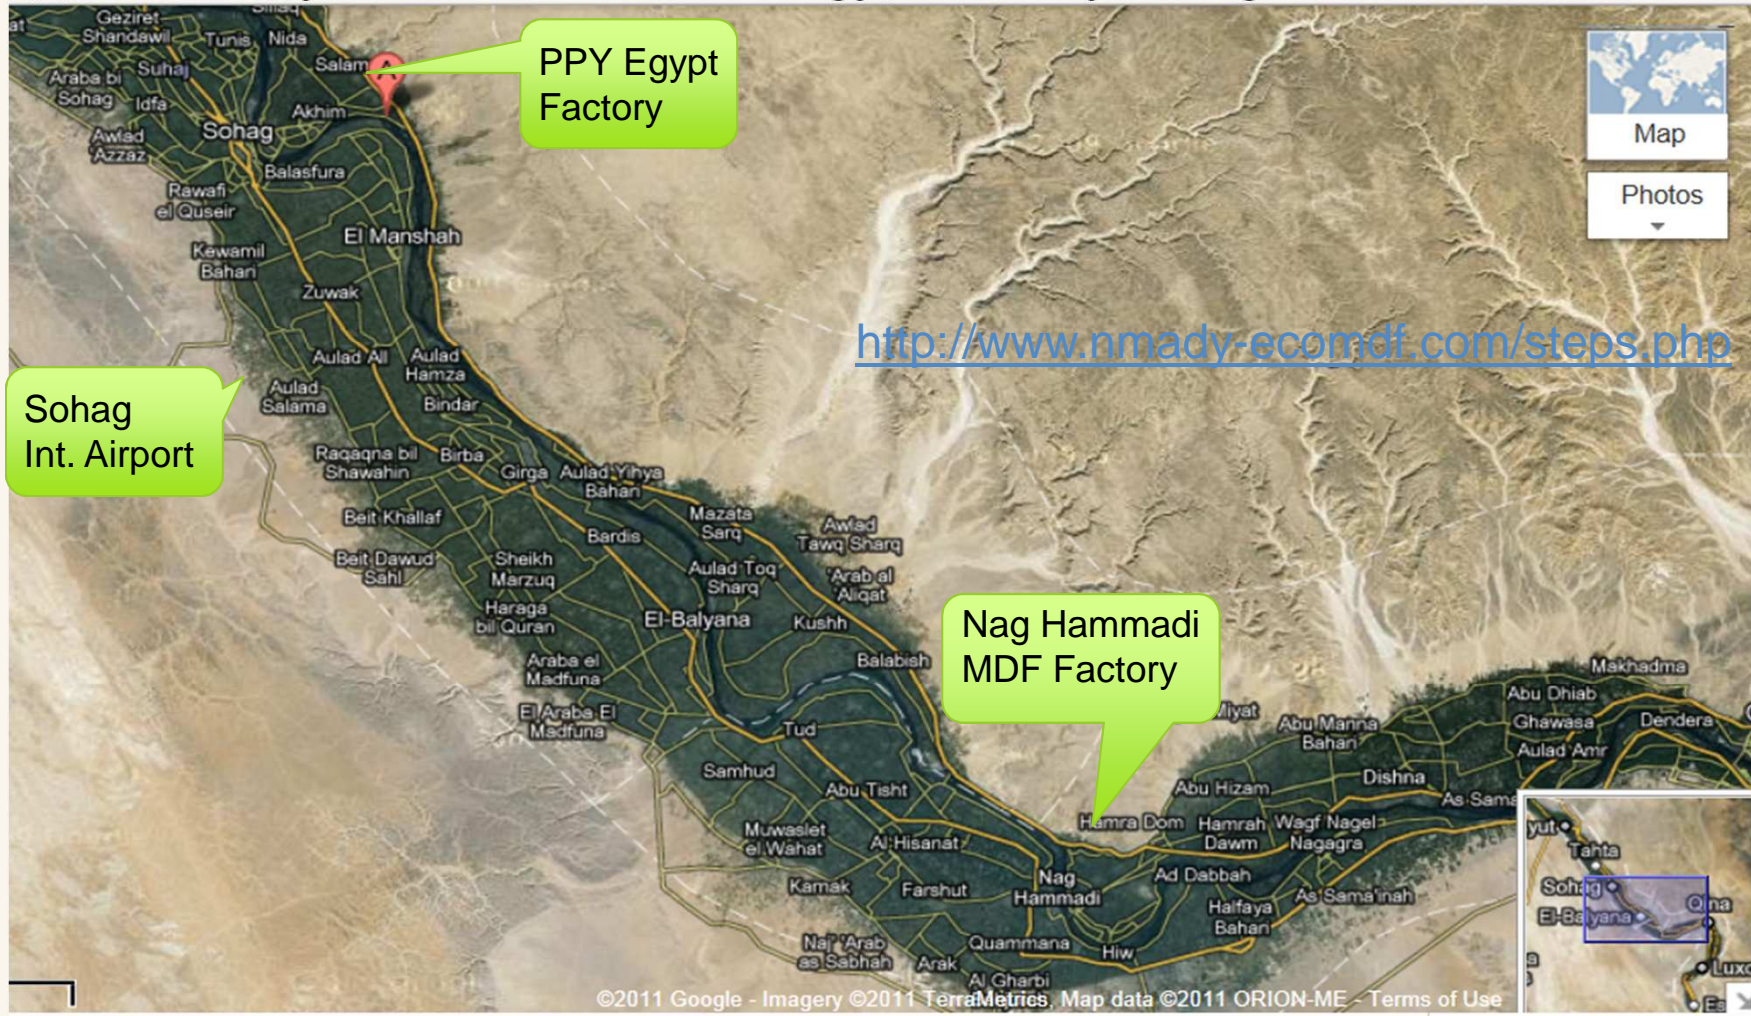 Geziret
Shandawil
Tunis
Nida
Salam
A
PPY Egypt
Factory
Map
Photos
Araba bi
Sohag
Suhaj
Idfa
Akhim
Awlad
'Azzaz
Sohag
Balasfura
Rawafi
el Quseir
El Manshah
Kewamil
Bahari
Zuwak
http://www.nmady-ecomdf.com/steps.php
Aulad All
Aulad
Hamza
Aulad
Salama
Bindar
Sohag
Int. Airport
Raqaqna bil
Shawahin
Birba
Girga
Aulad Yihya
Bahari
Beit Khallaf
Bardis
Mazata
Sarq
Awlad
Tawq Sharq
Beit Dawud
Sahl
Sheikh
Marzuq
Aulad Toq
Sharq
'Arab al
'Aliqat
Haraga
bil Quran
El-Balyana
Kushh
Nag Hammadi
MDF Factory
Araba el
Madfuna
Balabish
Makhadma
El Araba El
Madfuna
Tud
Miyat
Abu Manna
Bahari
Abu Dhiab
Ghawasa
Dendera
Aulad Amr
Samhud
Abu Tisht
Abu Hizam
Dishna
As Sama
Muwaslet
el Wahat
Al Hisanat
Hamra Dom
Hamrah
Dawm
Waqf Nagel
Nagagra
Karnak
Farshut
Nag
Hammadi
Ad Dabbah
Halfaya
Bahari
As Sama'inah
Naj' 'Arab
as Sabhah
Arak
Quammana
Hiw
Al Gharbi
yut
Tahta
Sohag
El-Balyana
Qina
Luxo
Es
©2011 Google - Imagery ©2011 TerraMetrics, Map data ©2011 ORION-ME - Terms of Use